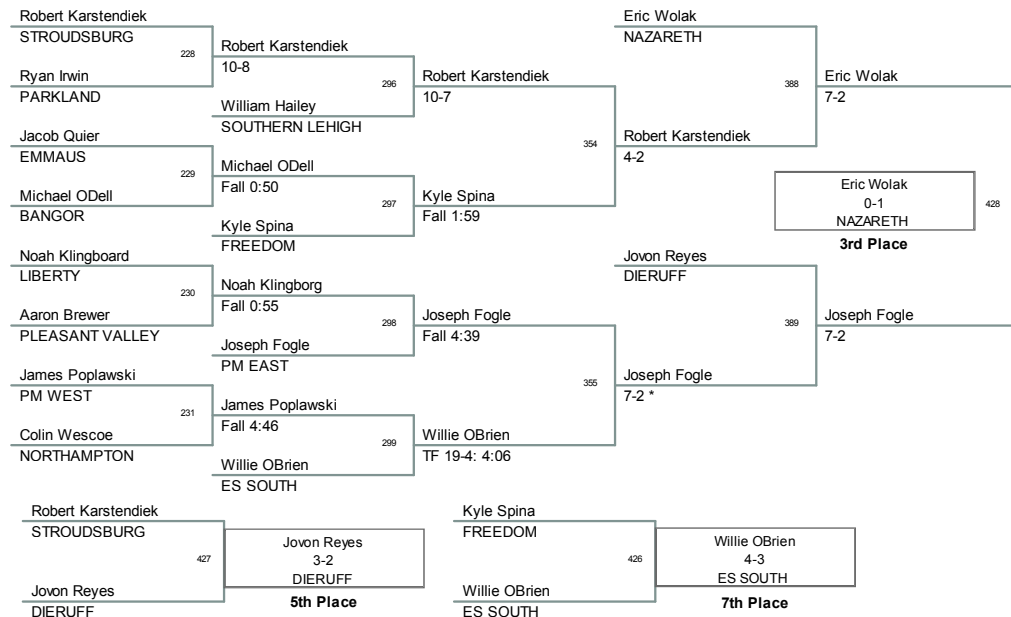 Robert Karstendiek
STROUDSBURG
228
Ryan Irwin
PARKLAND
Jacob Quier
EMMAUS
229
Michael ODell
BANGOR
Noah Klingboard
LIBERTY
230
Aaron Brewer
PLEASANT VALLEY
James Poplawski
PM WEST
231
Colin Wescoe
NORTHAMPTON
Robert Karstendiek
10-8
296
William Hailey
SOUTHERN LEHIGH
Michael ODell
Fall 0:50
297
Kyle Spina
FREEDOM
Noah Klingborg
Fall 0:55
298
Joseph Fogle
PM EAST
James Poplawski
Fall 4:46
299
Willie OBrien
ES SOUTH
Robert Karstendiek
10-7
354
Kyle Spina
Fall 1:59
Joseph Fogle
Fall 4:39
355
Willie OBrien
TF 19-4: 4:06
Eric Wolak
NAZARETH
388
Robert Karstendiek
4-2
Jovon Reyes
DIERUFF
389
Joseph Fogle
7-2 *
Eric Wolak
7-2
Eric Wolak
0-1
NAZARETH
428
3rd Place
Joseph Fogle
7-2
Robert Karstendiek
STROUDSBURG
427
Jovon Reyes
DIERUFF
Jovon Reyes
3-2
DIERUFF
5th Place
Kyle Spina
FREEDOM
426
Willie OBrien
ES SOUTH
Willie OBrien
4-3
ES SOUTH
7th Place